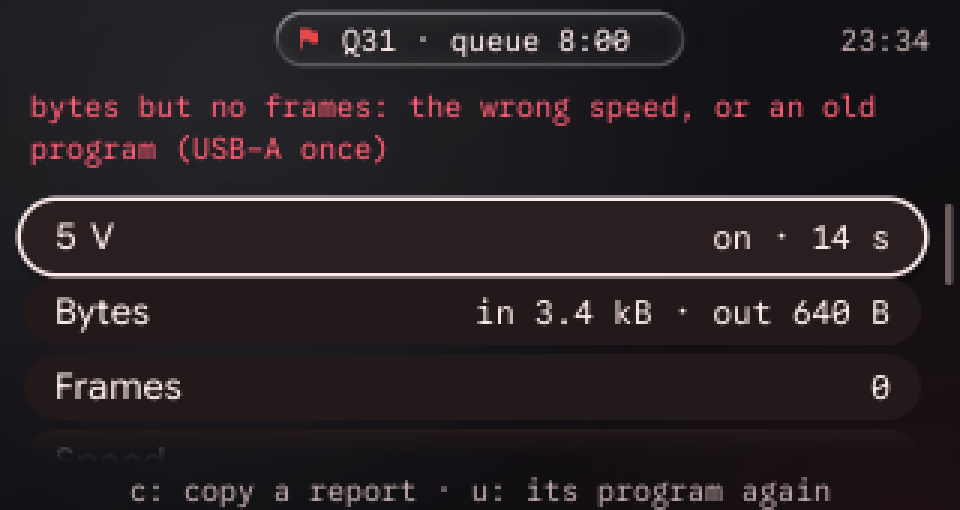 Q31 · queue 8:00
23:34
bytes but no frames: the wrong speed, or an old
program (USB-A once)
5 V on · 14 s
Bytes in 3.4 kB · out 640 B
Frames 0
Speed
c: copy a report · u: its program again